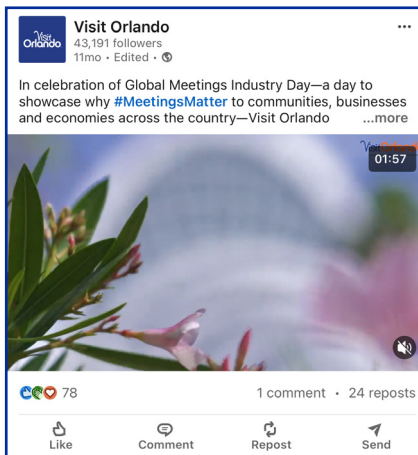 Visit Orlando
Visit Orlando
43,191 followers
11mo • Edited •
In celebration of Global Meetings Industry Day—a day to
showcase why #MeetingsMatter to communities, businesses
and economies across the country—Visit Orlando ...more
Visit
01:57
78
1 comment • 24 reposts
Like Comment Repost Send